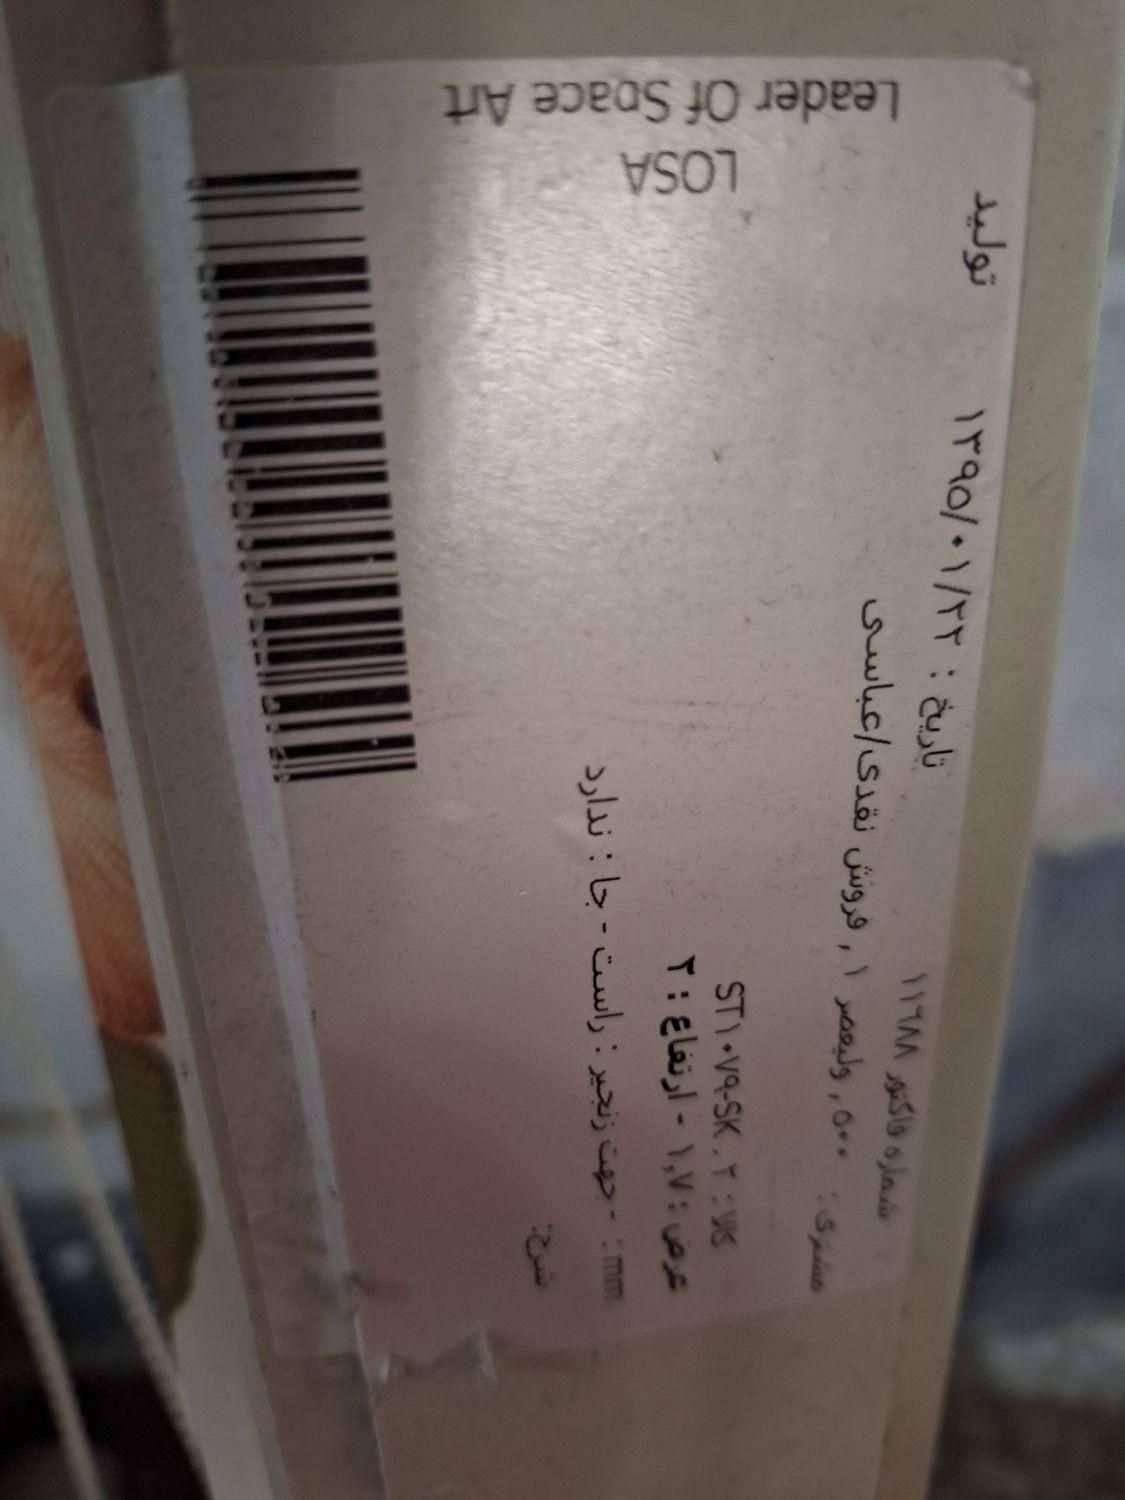 Leader Of Space Art
LOSA
تولید
تاریخ : ۱۳۹۵/۰۱/۲۲
شماره فاکتور ۱۱۹۸۸
مشتری : ۵۰۰ , ولیعصر ۱ , فروش نقدی/عباسی
کالا : ST۱۰۷۹-SK . ۲
عرض : ۱,۷ - ارتفاع : ۲
mm : - جهت زنجیر : راست - جا : ندارد
شرح: